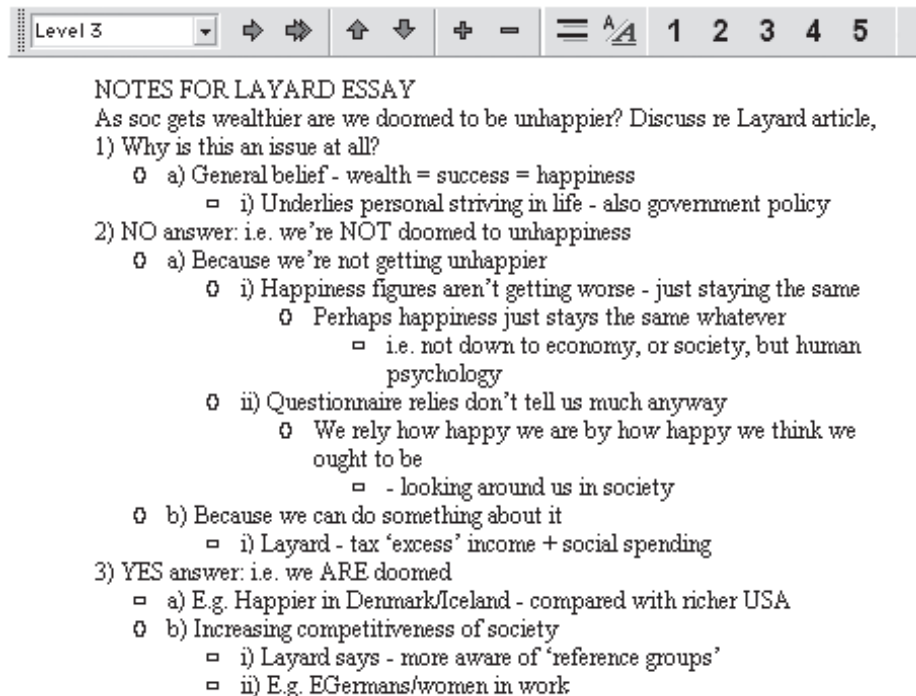 Level 3
A/A 1 2 3 4 5
NOTES FOR LAYARD ESSAY
As soc gets wealthier are we doomed to be unhappier? Discuss re Layard article,
1) Why is this an issue at all?
a) General belief - wealth = success = happiness
i) Underlies personal striving in life - also government policy
2) NO answer: i.e. we're NOT doomed to unhappiness
a) Because we're not getting unhappier
i) Happiness figures aren't getting worse - just staying the same
Perhaps happiness just stays the same whatever
i.e. not down to economy, or society, but human
psychology
ii) Questionnaire relies don't tell us much anyway
We rely how happy we are by how happy we think we
ought to be
- looking around us in society
b) Because we can do something about it
i) Layard - tax 'excess' income + social spending
3) YES answer: i.e. we ARE doomed
a) E.g. Happier in Denmark/Iceland - compared with richer USA
b) Increasing competitiveness of society
i) Layard says - more aware of 'reference groups'
ii) E.g. EGermans/women in work